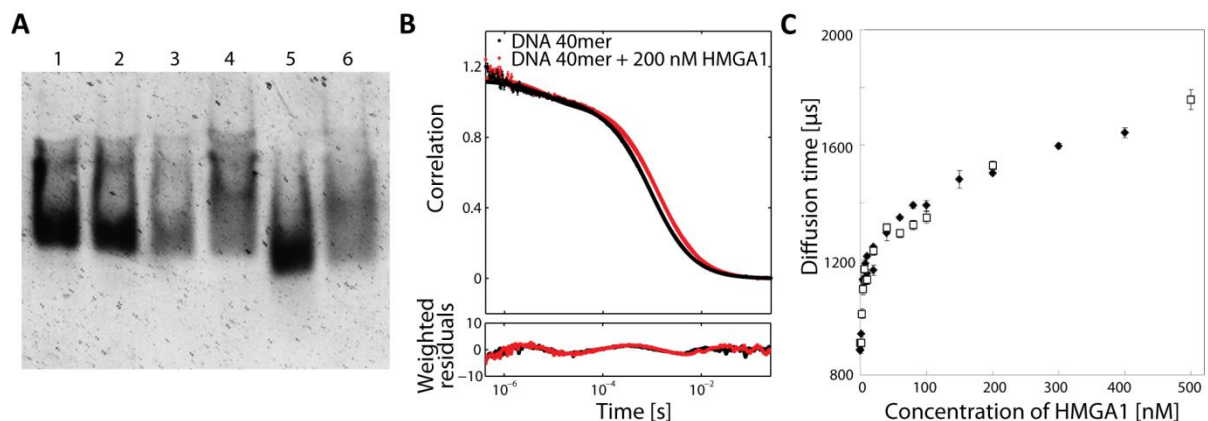 A
1 2 3 4 5 6
B
DNA 40mer
DNA 40mer + 200 nM HMGA1
1.2
0.8
0.4
0
Correlation
10
0
−10
Weighted
residuals
10⁻⁶ 10⁻⁴ 10⁻²
Time [s]
C
2000
1600
1200
800
Diffusion time [µs]
0 100 200 300 400 500
Concentration of HMGA1 [nM]